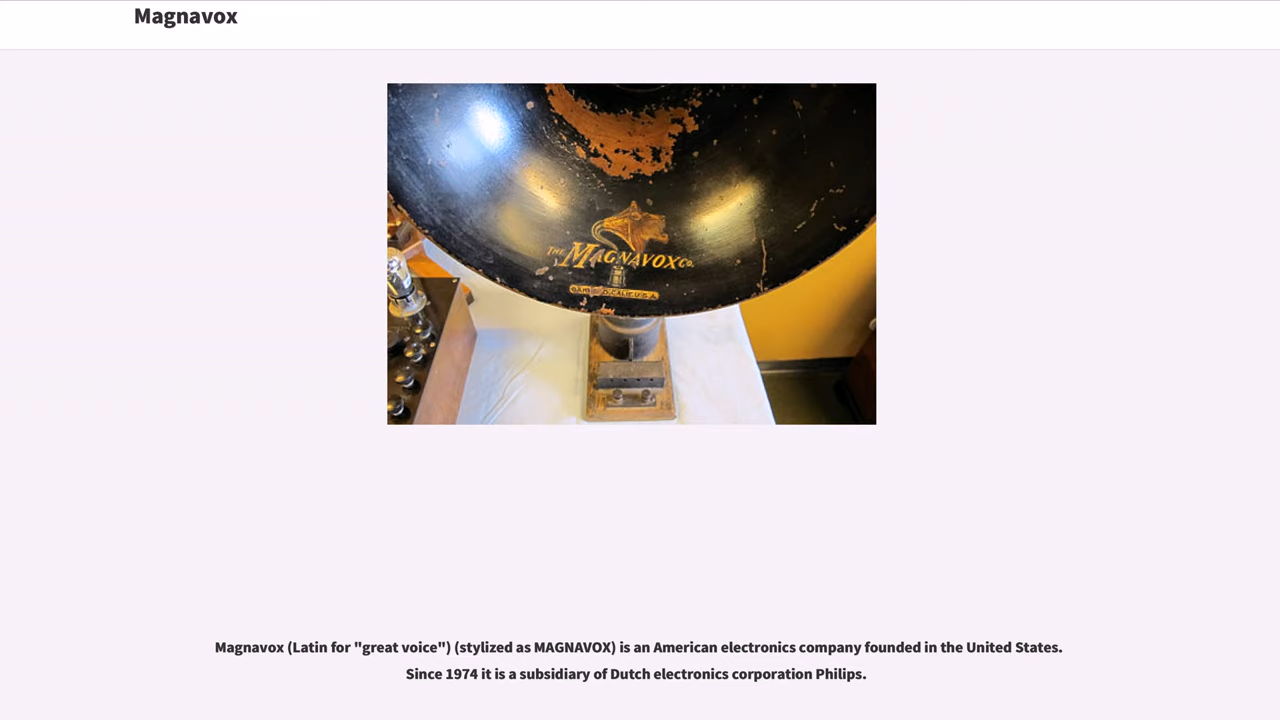 Magnavox
THE MAGNAVOX CO.
CALIF. U.S.A.
Magnavox (Latin for "great voice") (stylized as MAGNAVOX) is an American electronics company founded in the United States.
Since 1974 it is a subsidiary of Dutch electronics corporation Philips.